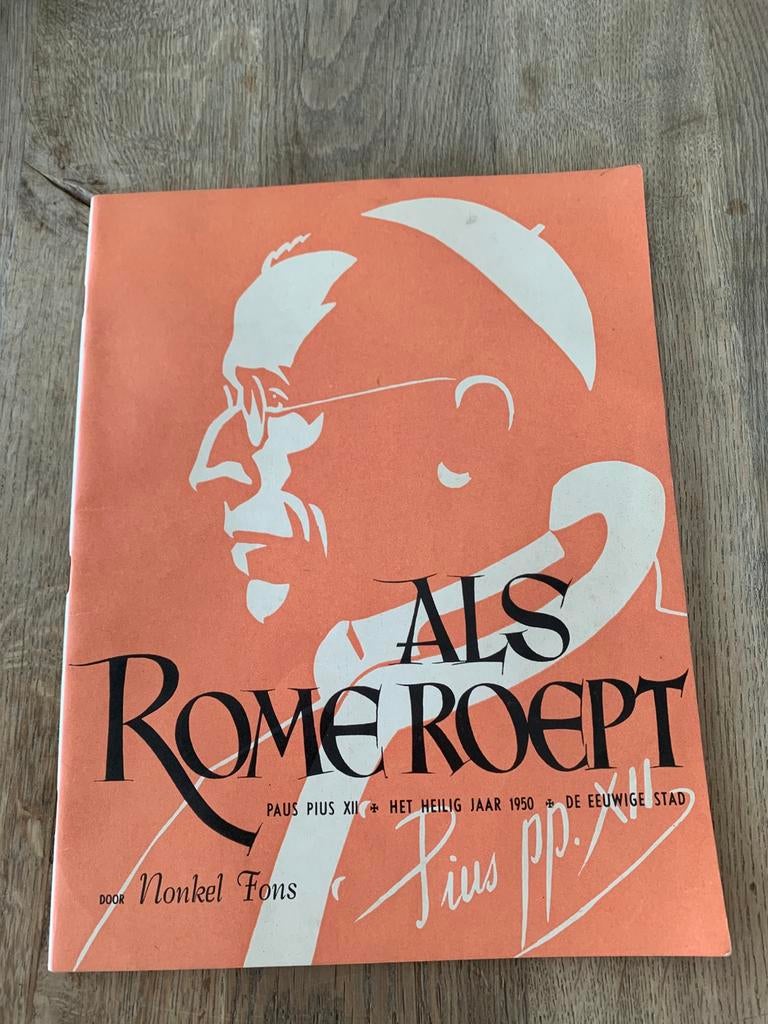 ALS
ROME ROEPT
PAUS PIUS XII ✠ HET HEILIG JAAR 1950 ✠ DE EEUWIGE STAD
Pius pp. XII
DOOR Nonkel Fons